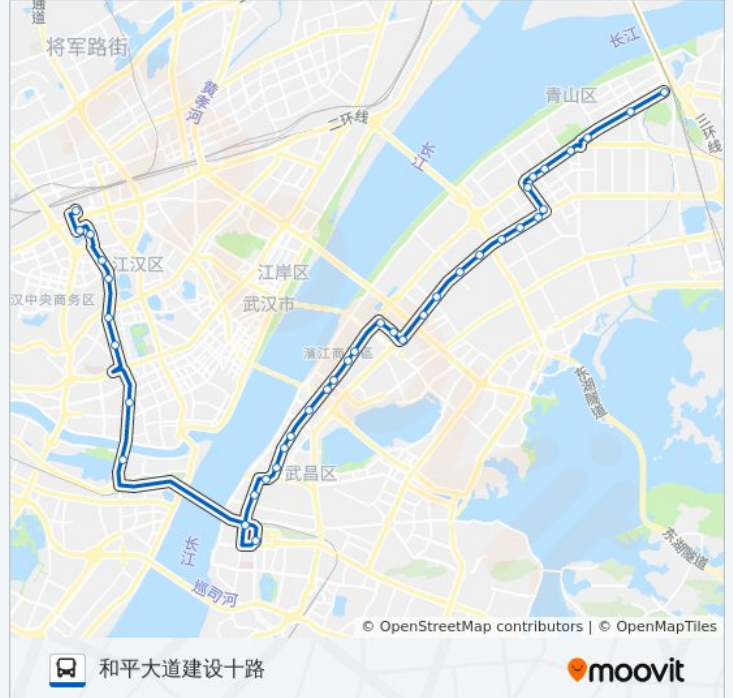 通道
将军路街
长江
黄孝河
青山区
二环线
三环线
长江
江汉区
江岸区
汉中央商务区
武汉市
滨江商务区
东湖隧道
武昌区
长江
东湖隧道
巡司河
© OpenStreetMap contributors | © OpenMapTiles
和平大道建设十路
moovit